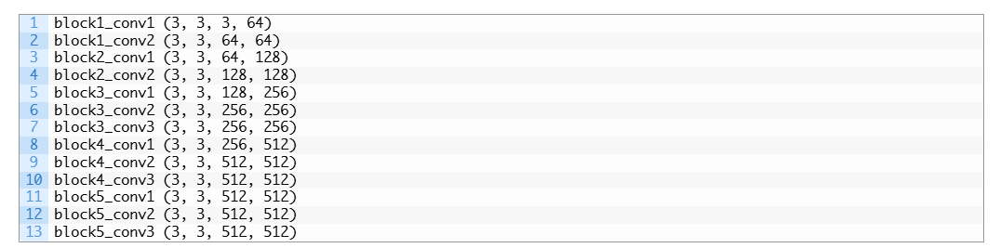 1 block1_conv1 (3, 3, 3, 64)
2 block1_conv2 (3, 3, 64, 64)
3 block2_conv1 (3, 3, 64, 128)
4 block2_conv2 (3, 3, 128, 128)
5 block3_conv1 (3, 3, 128, 256)
6 block3_conv2 (3, 3, 256, 256)
7 block3_conv3 (3, 3, 256, 256)
8 block4_conv1 (3, 3, 256, 512)
9 block4_conv2 (3, 3, 512, 512)
10 block4_conv3 (3, 3, 512, 512)
11 block5_conv1 (3, 3, 512, 512)
12 block5_conv2 (3, 3, 512, 512)
13 block5_conv3 (3, 3, 512, 512)